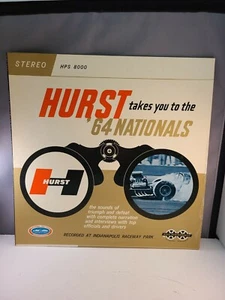 STEREO HPS 8000
HURST takes you to the
'64 NATIONALS
HURST
the sounds of
triumph and defeat
with complete narration
and interviews with top
officials and drivers
RECORDED AT INDIANAPOLIS RACEWAY PARK